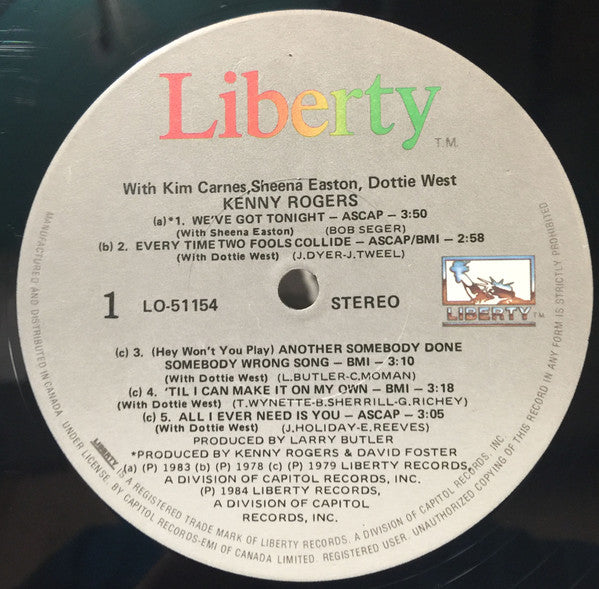 Liberty
T.M.
With Kim Carnes, Sheena Easton, Dottie West
KENNY ROGERS
(a)*1. WE'VE GOT TONIGHT – ASCAP – 3:50
(With Sheena Easton) (BOB SEGER)
(b) 2. EVERY TIME TWO FOOLS COLLIDE – ASCAP/BMI – 2:58
(With Dottie West) (J.DYER-J.TWEEL)
1 LO-51154 STEREO
LIBERTY TM
(c) 3. (Hey Won't You Play) ANOTHER SOMEBODY DONE
SOMEBODY WRONG SONG – BMI – 3:10
(With Dottie West) (L.BUTLER-C.MOMAN)
(c) 4. 'TIL I CAN MAKE IT ON MY OWN – BMI – 3:18
(With Dottie West) (T.WYNETTE-B.SHERRILL-G.RICHEY)
(c) 5. ALL I EVER NEED IS YOU – ASCAP – 3:05
(With Dottie West) (J.HOLIDAY-E.REEVES)
PRODUCED BY LARRY BUTLER
*PRODUCED BY KENNY ROGERS & DAVID FOSTER
(a) (P) 1983 (b) (P) 1978 (c) (P) 1979 LIBERTY RECORDS,
A DIVISION OF CAPITOL RECORDS, INC.
(P) 1984 LIBERTY RECORDS,
A DIVISION OF CAPITOL
RECORDS, INC.
MANUFACTURED AND DISTRIBUTED IN CANADA UNDER LICENSE, BY CAPITOL RECORDS-EMI OF CANADA LIMITED. REGISTERED USER. UNAUTHORIZED COPYING OF THIS RECORD IN ANY FORM IS STRICTLY PROHIBITED
LIBERTY IS A REGISTERED TRADE MARK OF LIBERTY RECORDS, A DIVISION OF CAPITOL RECORDS, INC.